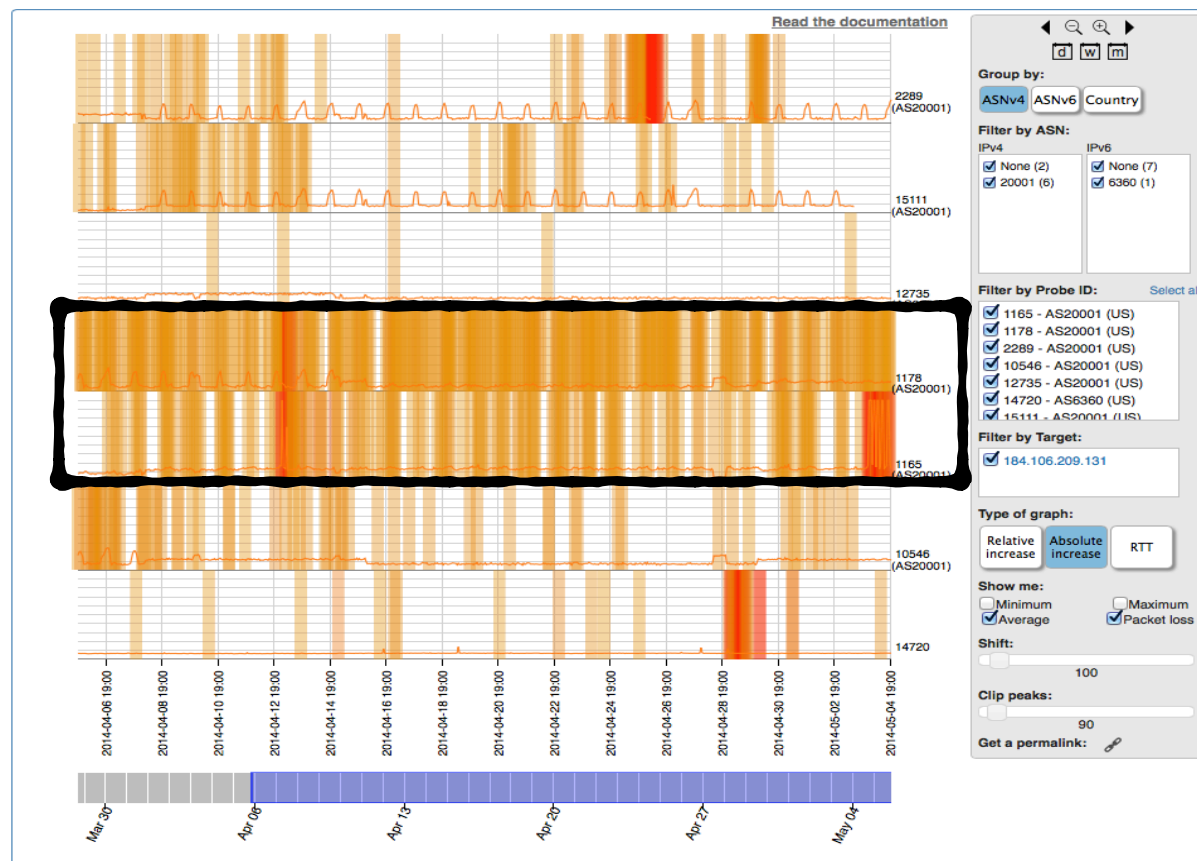 Read the documentation
2289
(AS20001)
15111
(AS20001)
12735
1178
(AS20001)
1165
(AS20001)
10546
(AS20001)
14720
2014-04-06 19:00
2014-04-08 19:00
2014-04-10 19:00
2014-04-12 19:00
2014-04-14 19:00
2014-04-16 19:00
2014-04-18 19:00
2014-04-20 19:00
2014-04-22 19:00
2014-04-24 19:00
2014-04-26 19:00
2014-04-28 19:00
2014-04-30 19:00
2014-05-02 19:00
2014-05-04 19:00
Mar 30
Apr 06
Apr 13
Apr 20
Apr 27
May 04
d w m
Group by:
ASNv4 ASNv6 Country
Filter by ASN:
IPv4 IPv6
None (2) None (7)
20001 (6) 6360 (1)
Filter by Probe ID: Select al
1165 - AS20001 (US)
1178 - AS20001 (US)
2289 - AS20001 (US)
10546 - AS20001 (US)
12735 - AS20001 (US)
14720 - AS6360 (US)
15111 - AS20001 (US)
Filter by Target:
184.106.209.131
Type of graph:
Relative increase Absolute increase RTT
Show me:
Minimum Maximum
Average Packet loss
Shift:
100
Clip peaks:
90
Get a permalink: